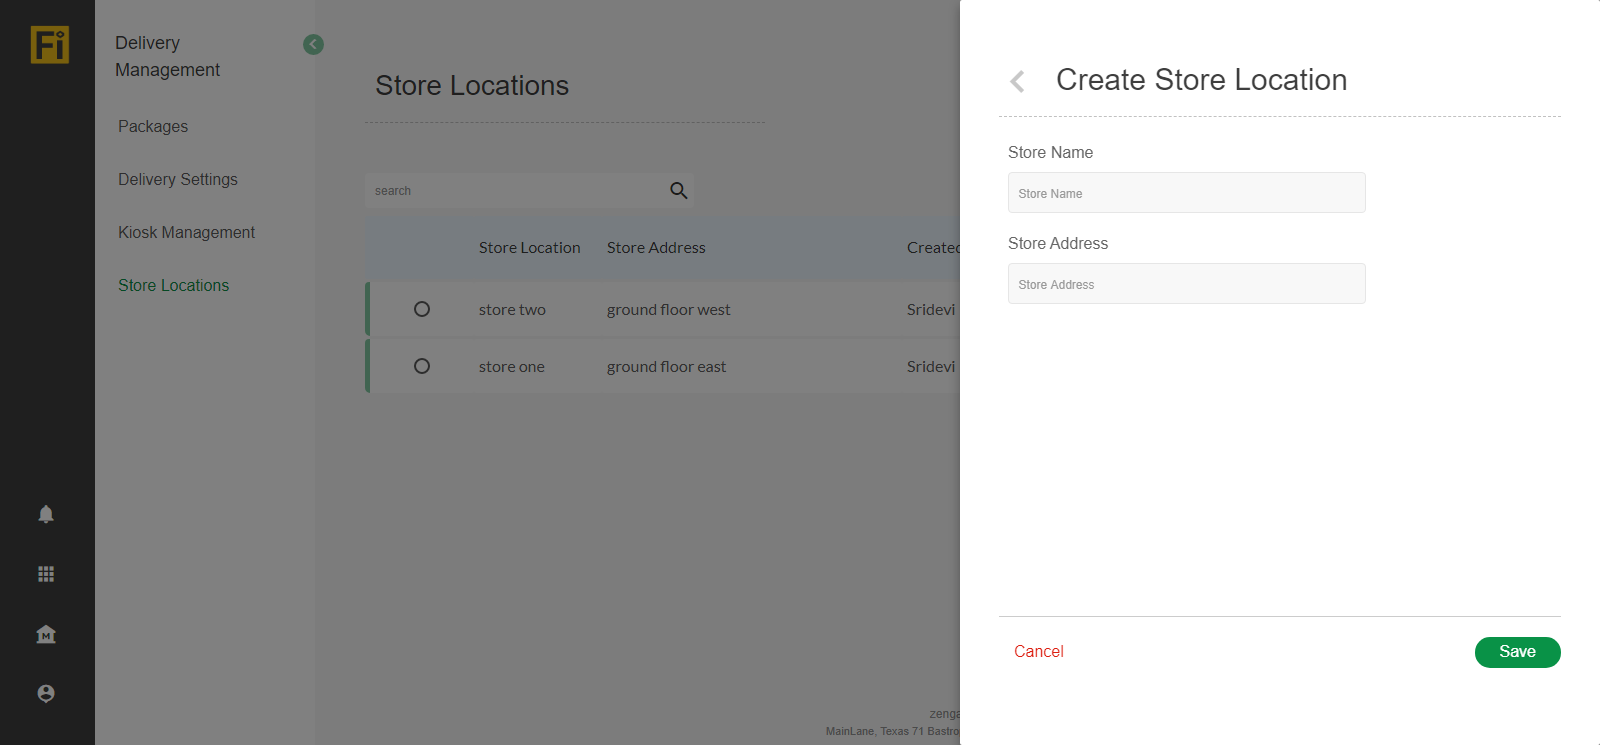 Fi
Delivery
Management
Packages
Delivery Settings
Kiosk Management
Store Locations
Store Locations
search
Store Location Store Address Created
store two ground floor west Sridevi
store one ground floor east Sridevi
zenga
MainLane, Texas 71 Bastro
Create Store Location
Store Name
Store Name
Store Address
Store Address
Cancel Save
M